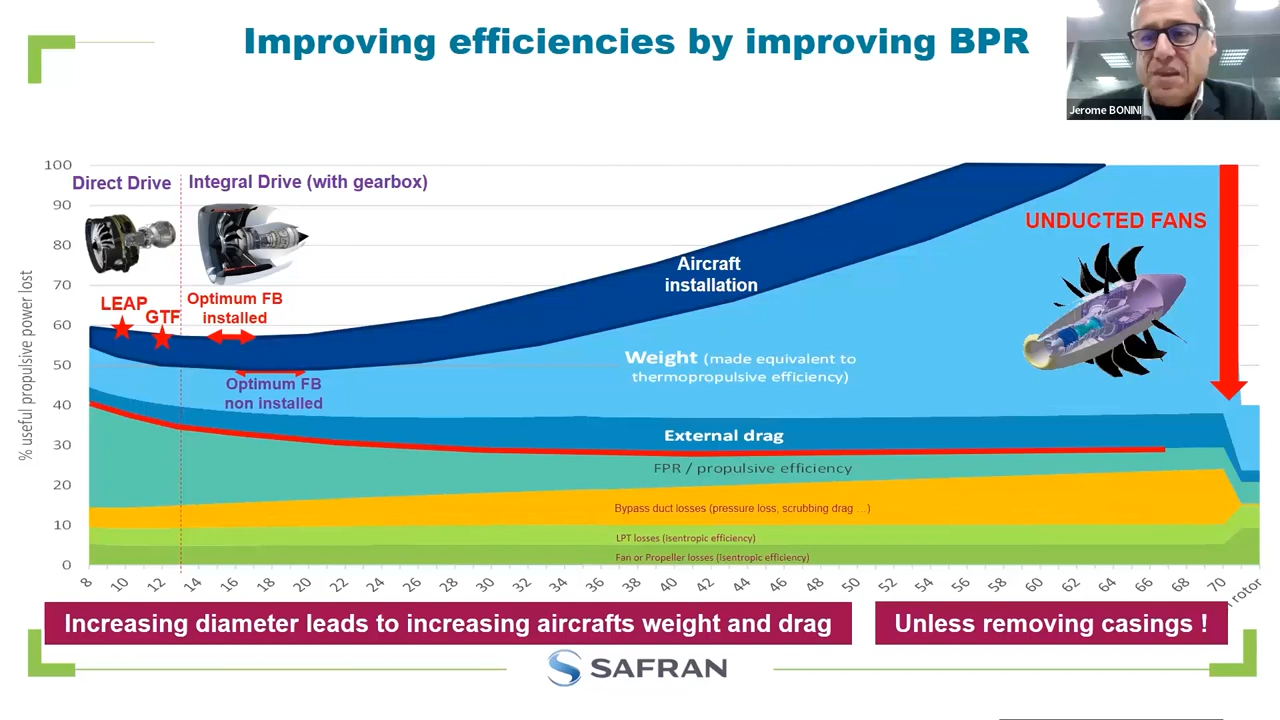 Improving efficiencies by improving BPR
Jerome BONINI
% useful propulsive power lost
100
90
80
70
60
50
40
30
20
10
0
Direct Drive
Integral Drive (with gearbox)
LEAP
GTF
Optimum FB
installed
Optimum FB
non installed
Aircraft
installation
UNDUCTED FANS
Weight (made equivalent to
thermopropulsive efficiency)
External drag
FPR / propulsive efficiency
Bypass duct losses (pressure loss, scrubbing drag ...)
LPT losses (isentropic efficiency)
Fan or Propeller losses (isentropic efficiency)
8 10 12 14 16 18 20 22 24 26 28 30 32 34 36 38 40 42 44 46 48 50 52 54 56 58 60 62 64 66 68 70 rotor
Increasing diameter leads to increasing aircrafts weight and drag
Unless removing casings !
SAFRAN